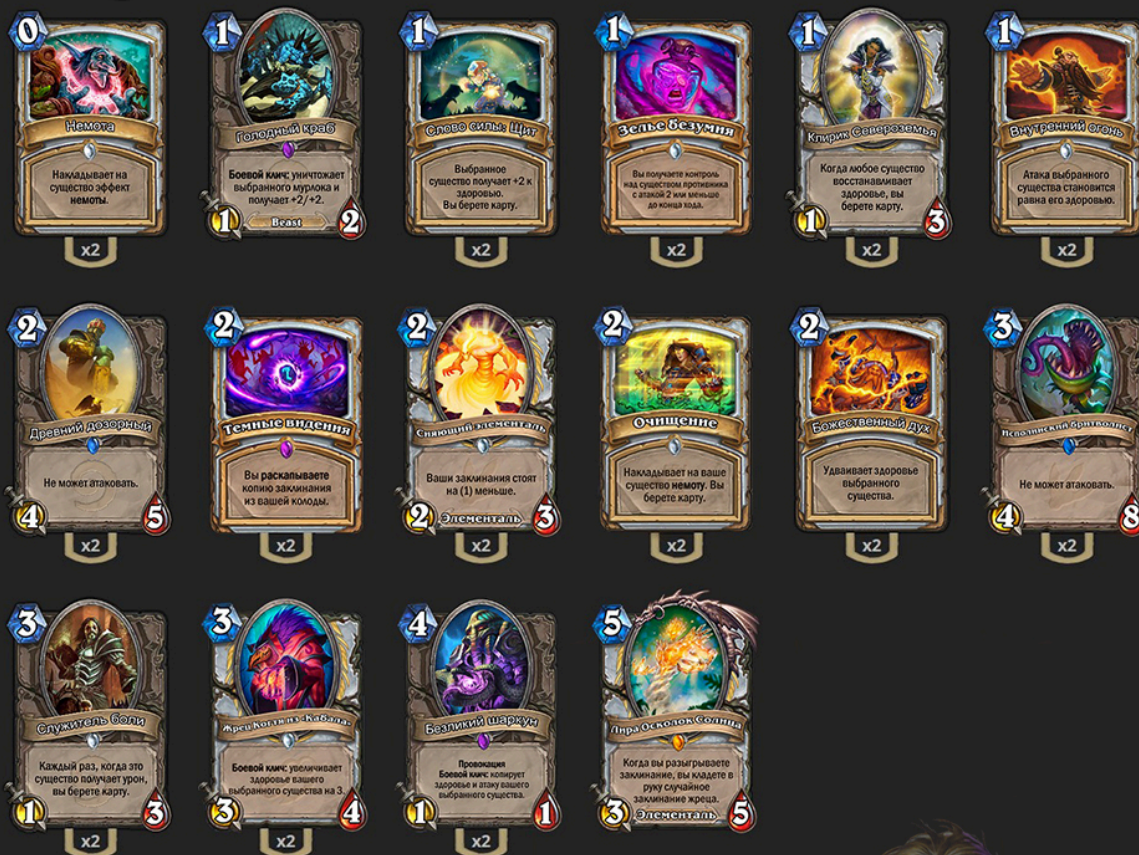 0
Немота
Накладывает на
существо эффект
немоты.
x2
1
Голодный краб
Боевой клич: уничтожает
выбранного мурлока и
получает +2/+2.
1
Beast
2
1
Слово силы: Щит
Выбранное
существо получает +2 к
здоровью.
Вы берете карту.
x2
1
Зелье безумия
Вы получаете контроль
над существом противника
с атакой 2 или меньше
до конца хода.
x2
1
Клирик Североземья
Когда любое существо
восстанавливает
здоровье, вы
берете карту.
1
3
x2
1
Внутренний огонь
Атака выбранного
существа становится
равна его здоровью.
x2
2
Древний дозорный
Не может атаковать.
4
5
x2
2
Темные видения
Вы раскапываете
копию заклинания
из вашей колоды.
x2
2
Сияющий элементаль
Ваши заклинания стоят
на (1) меньше.
2
Элементаль
3
x2
2
Очищение
Накладывает на ваше
существо немоту. Вы
берете карту.
x2
2
Божественный дух
Удваивает здоровье
выбранного
существа.
x2
3
Исполинский бритволист
Не может атаковать.
4
8
x2
3
Служитель боли
Каждый раз, когда это
существо получает урон,
вы берете карту.
1
3
x2
3
Жрец Когтя из «Кабала»
Боевой клич: увеличивает
здоровье вашего
выбранного существа на 3.
3
4
x2
4
Безликий шаркун
Провокация
Боевой клич: копирует
здоровье и атаку вашего
выбранного существа.
1
1
x2
5
Лира Осколок Солнца
Когда вы разыгрываете
заклинание, вы кладете в
руку случайное
заклинание жреца.
3
Элементаль
5